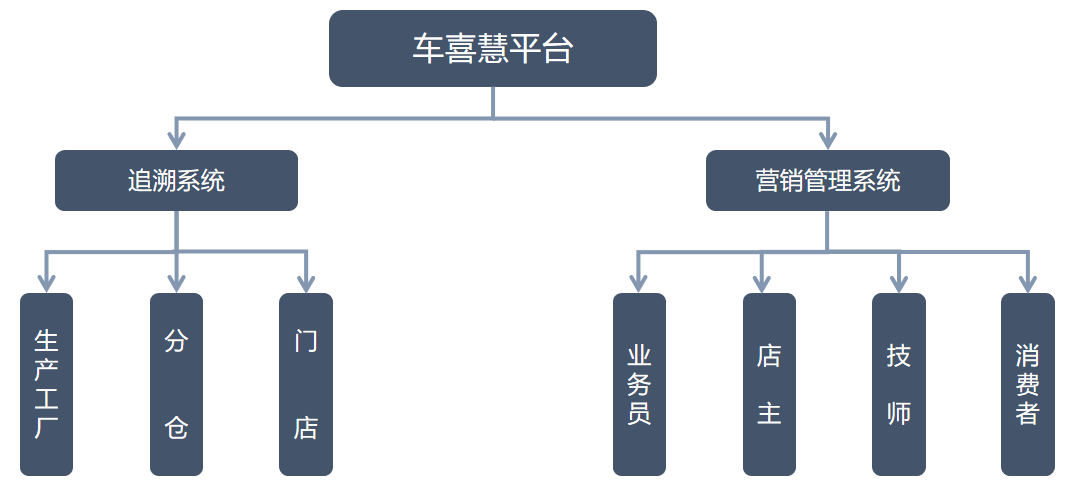 车喜慧平台
追溯系统
营销管理系统
生产工厂
分仓
门店
业务员
店主
技师
消费者